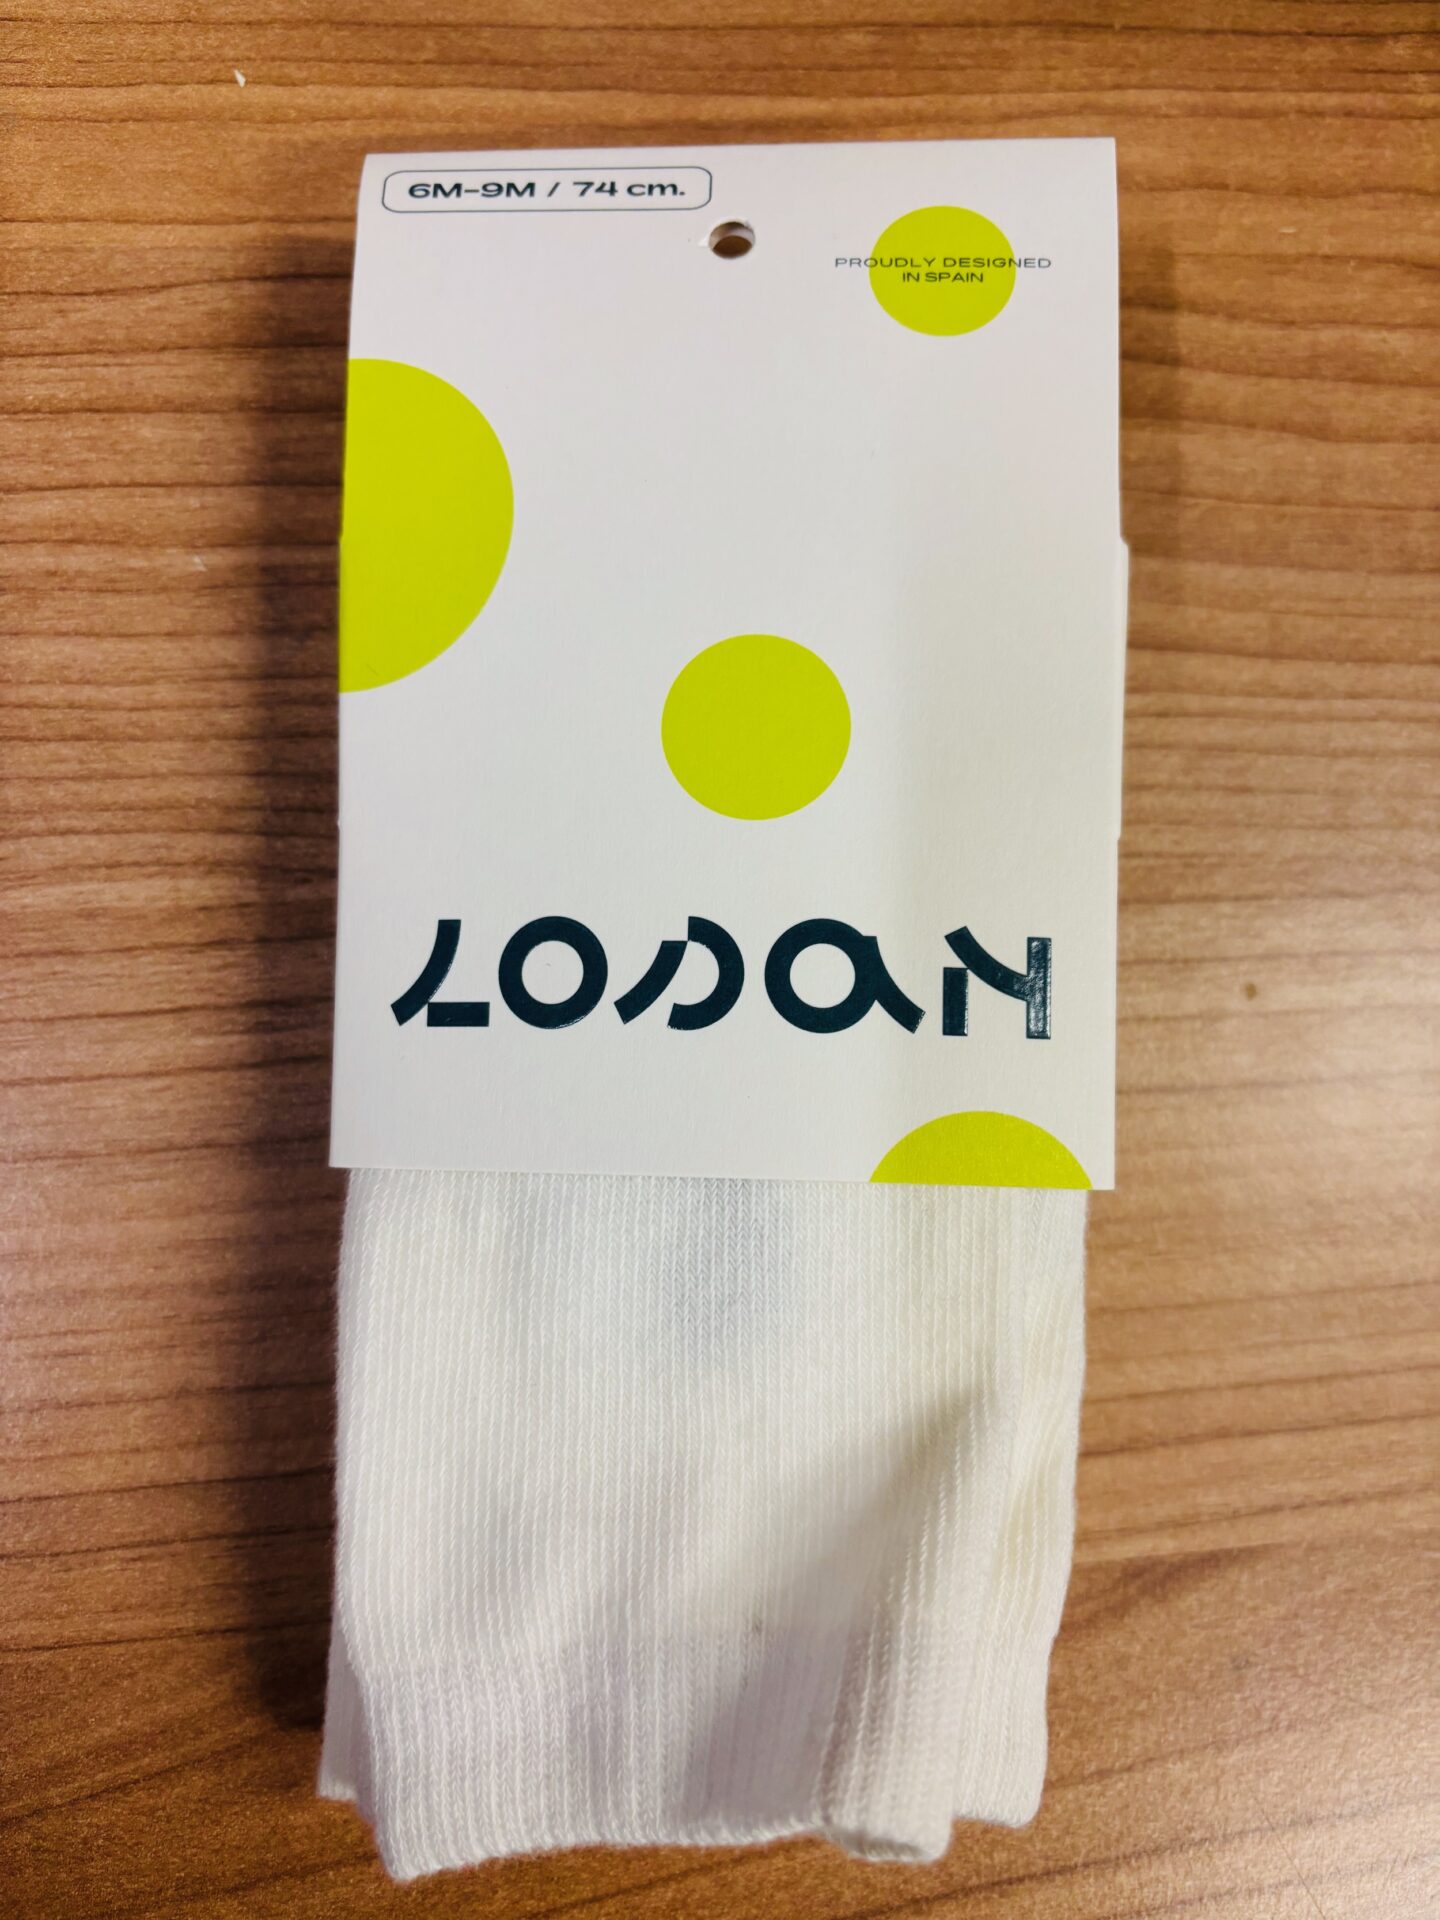 6M-9M / 74 cm.
PROUDLY DESIGNED
IN SPAIN
LOSAN